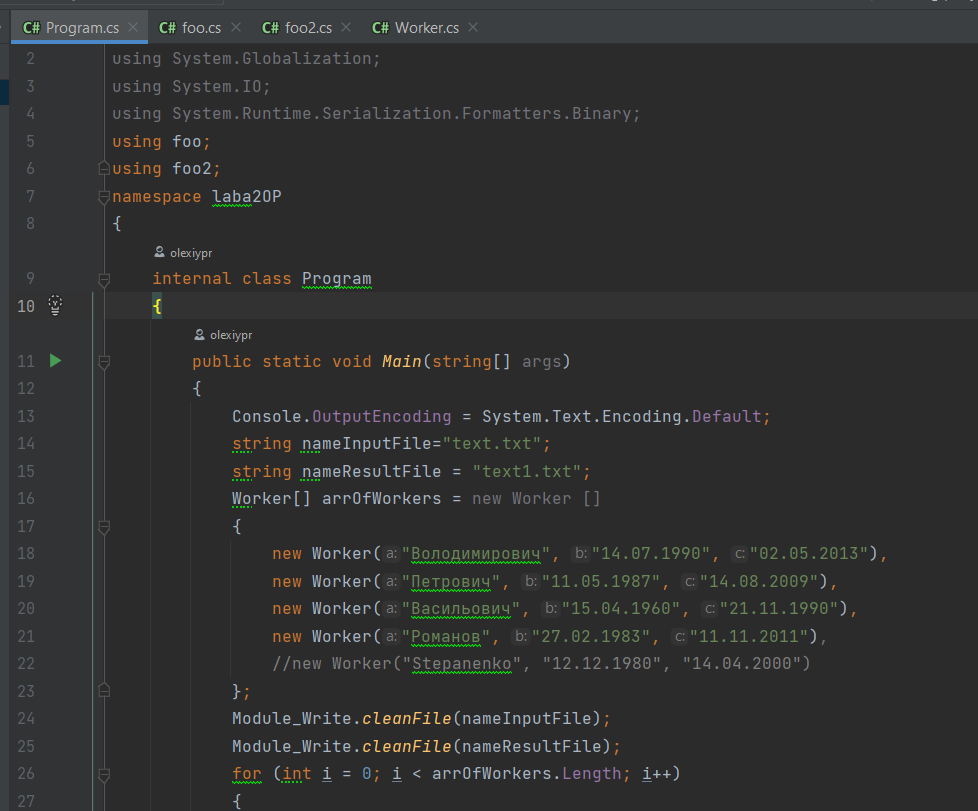 C# Program.cs × C# foo.cs × C# foo2.cs × C# Worker.cs ×
2 using System.Globalization;
3 using System.IO;
4 using System.Runtime.Serialization.Formatters.Binary;
5 using foo;
6 using foo2;
7 namespace laba2OP
8 {
olexiypr
9 internal class Program
10 {
olexiypr
11 public static void Main(string[] args)
12 {
13 Console.OutputEncoding = System.Text.Encoding.Default;
14 string nameInputFile="text.txt";
15 string nameResultFile = "text1.txt";
16 Worker[] arrOfWorkers = new Worker []
17 {
18 new Worker(a:"Володимирович", b:"14.07.1990", c:"02.05.2013"),
19 new Worker(a:"Петрович", b:"11.05.1987", c:"14.08.2009"),
20 new Worker(a:"Васильович", b:"15.04.1960", c:"21.11.1990"),
21 new Worker(a:"Романов", b:"27.02.1983", c:"11.11.2011"),
22 //new Worker("Stepanenko", "12.12.1980", "14.04.2000")
23 };
24 Module_Write.cleanFile(nameInputFile);
25 Module_Write.cleanFile(nameResultFile);
26 for (int i = 0; i < arrOfWorkers.Length; i++)
27 {